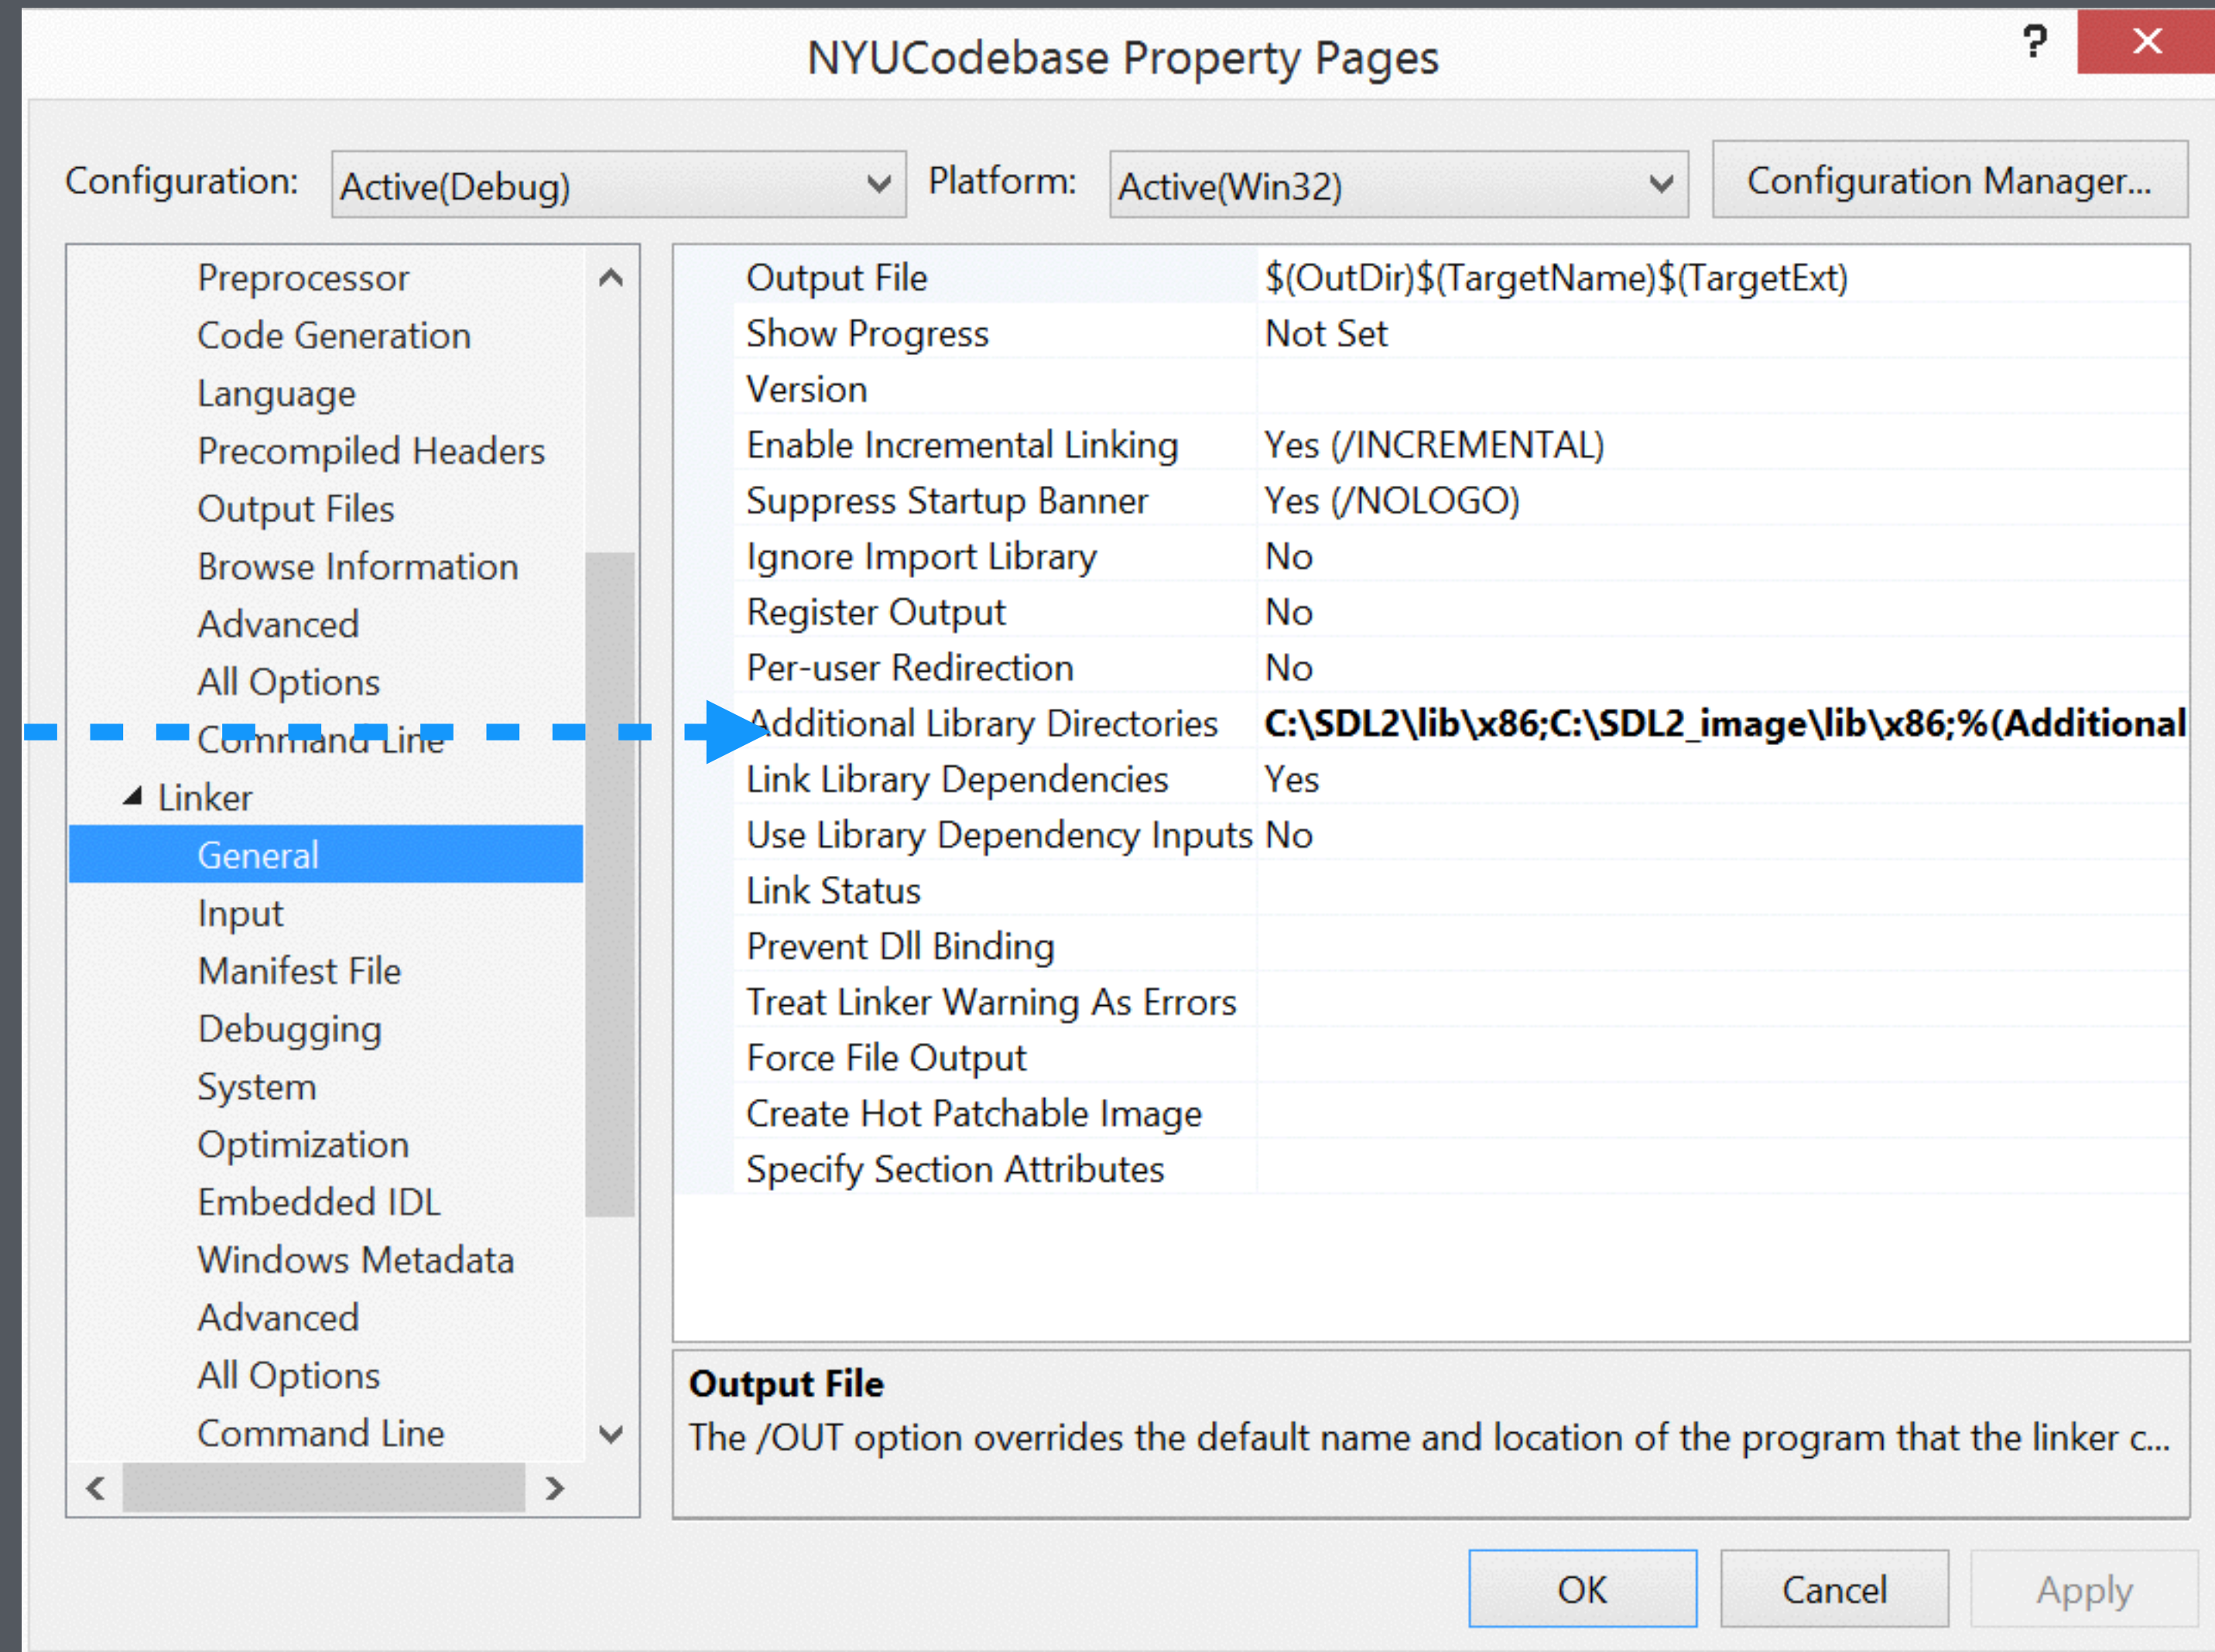 NYUCodebase Property Pages
?
Configuration: Active(Debug) Platform: Active(Win32) Configuration Manager...
Preprocessor
Code Generation
Language
Precompiled Headers
Output Files
Browse Information
Advanced
All Options
Command Line
Linker
General
Input
Manifest File
Debugging
System
Optimization
Embedded IDL
Windows Metadata
Advanced
All Options
Command Line
Output File $(OutDir)$(TargetName)$(TargetExt)
Show Progress Not Set
Version
Enable Incremental Linking Yes (/INCREMENTAL)
Suppress Startup Banner Yes (/NOLOGO)
Ignore Import Library No
Register Output No
Per-user Redirection No
Additional Library Directories C:\SDL2\lib\x86;C:\SDL2_image\lib\x86;%(Additional
Link Library Dependencies Yes
Use Library Dependency Inputs No
Link Status
Prevent Dll Binding
Treat Linker Warning As Errors
Force File Output
Create Hot Patchable Image
Specify Section Attributes
Output File
The /OUT option overrides the default name and location of the program that the linker c...
OK Cancel Apply